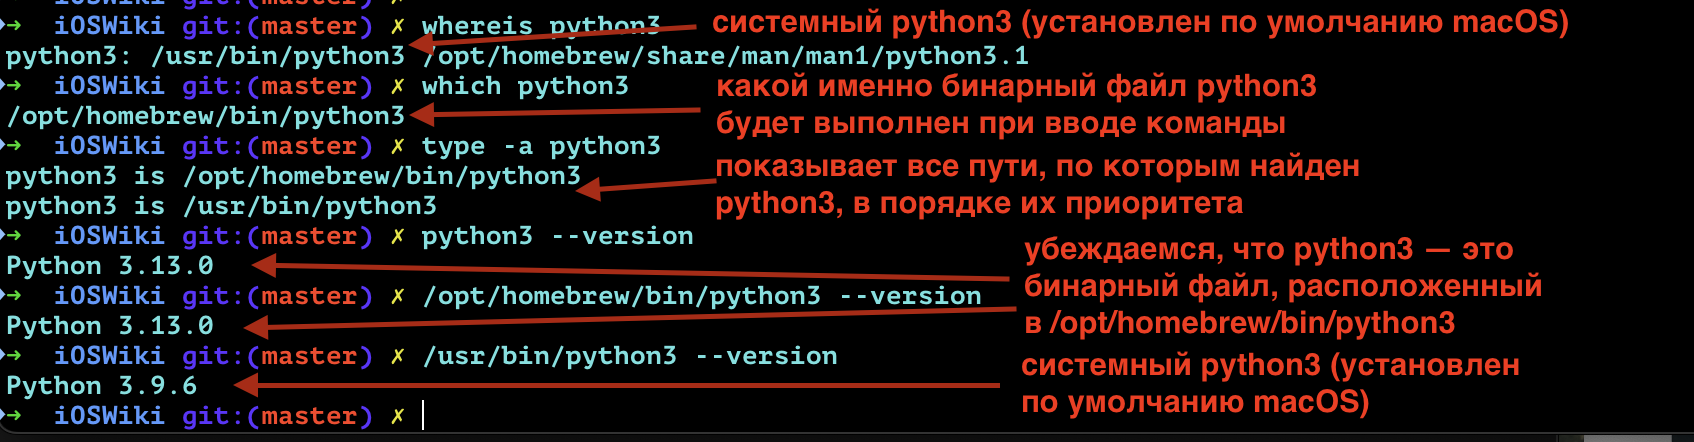 ➜ iOSWiki git:(master) ✗
➜ iOSWiki git:(master) ✗ whereis python3
системный python3 (установлен по умолчанию macOS)
python3: /usr/bin/python3 /opt/homebrew/share/man/man1/python3.1
➜ iOSWiki git:(master) ✗ which python3
какой именно бинарный файл python3
/opt/homebrew/bin/python3
будет выполнен при вводе команды
➜ iOSWiki git:(master) ✗ type -a python3
показывает все пути, по которым найден
python3 is /opt/homebrew/bin/python3
python3, в порядке их приоритета
python3 is /usr/bin/python3
➜ iOSWiki git:(master) ✗ python3 --version
убеждаемся, что python3 — это
Python 3.13.0
бинарный файл, расположенный
➜ iOSWiki git:(master) ✗ /opt/homebrew/bin/python3 --version
в /opt/homebrew/bin/python3
Python 3.13.0
➜ iOSWiki git:(master) ✗ /usr/bin/python3 --version
системный python3 (установлен
Python 3.9.6
по умолчанию macOS)
➜ iOSWiki git:(master) ✗